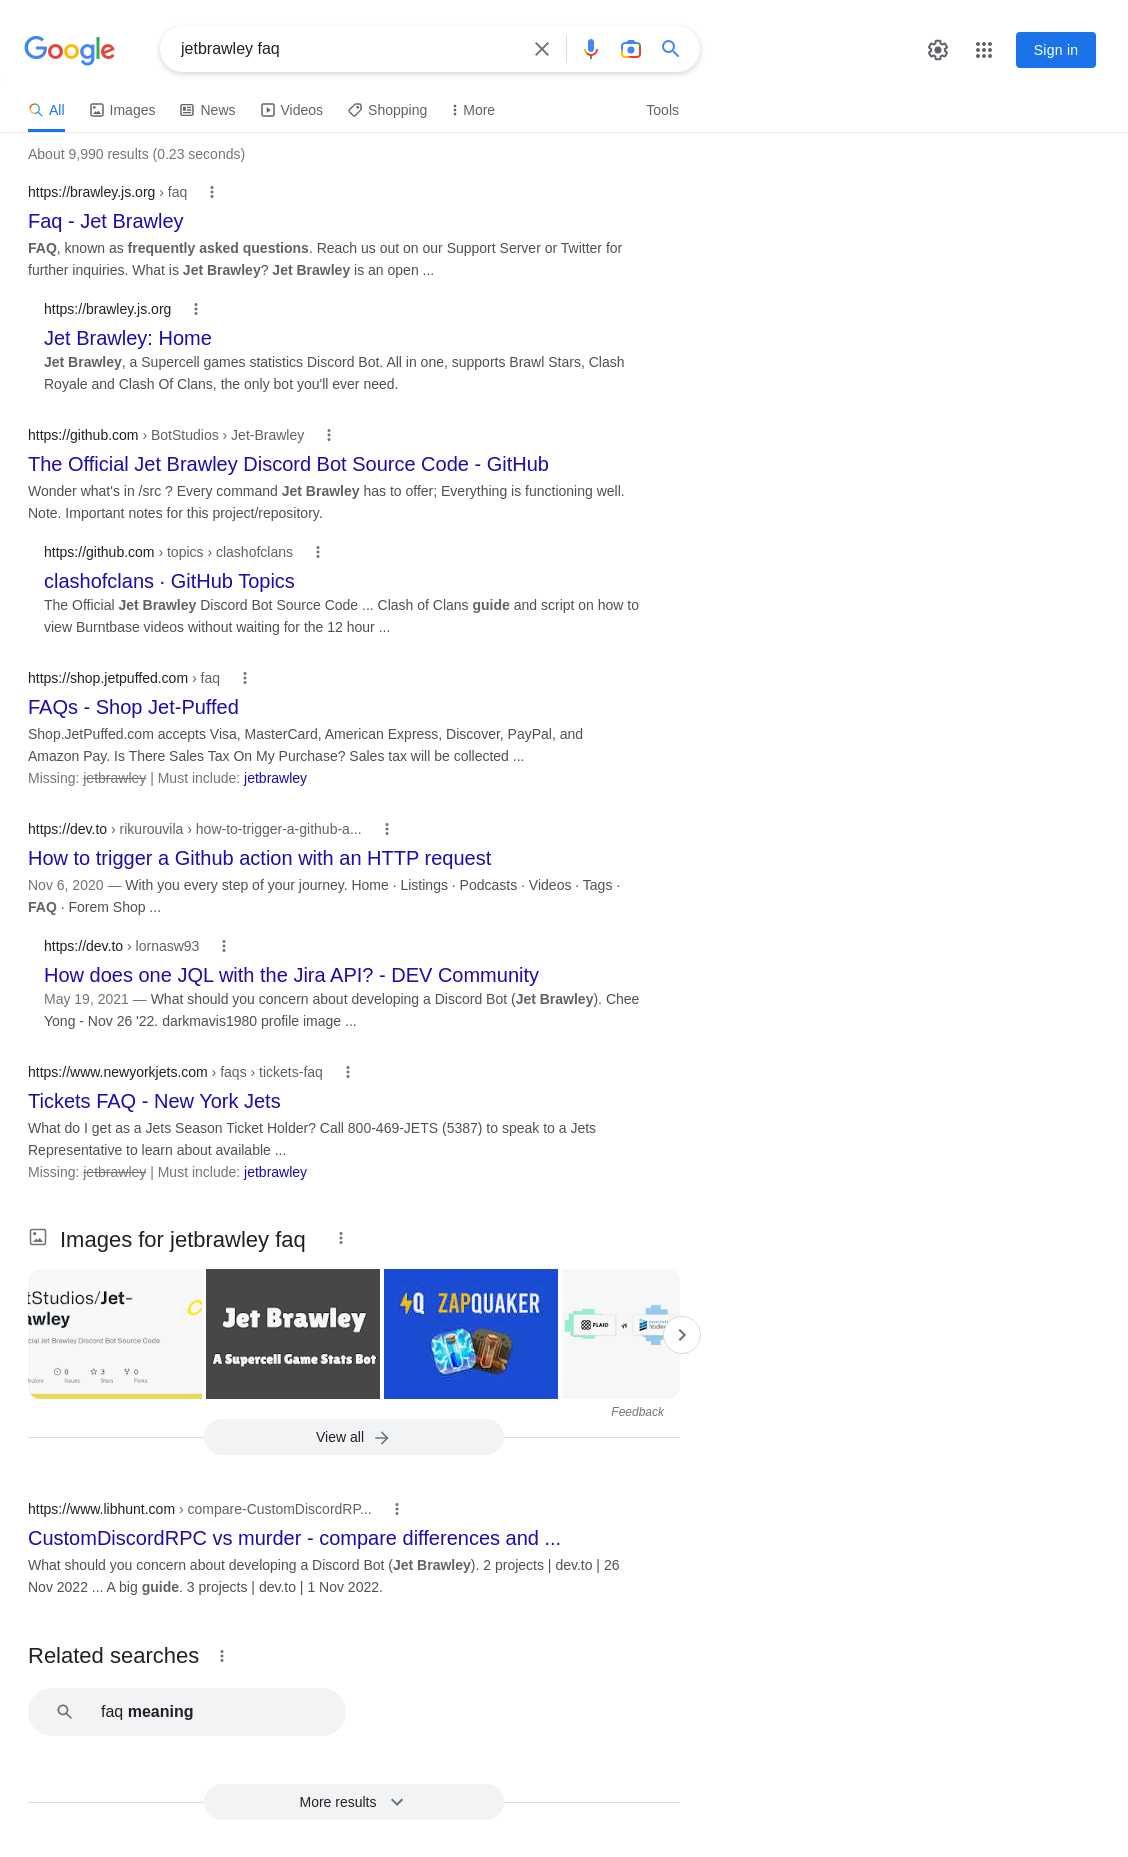 Google
jetbrawley faq
Sign in
All
Images
News
Videos
Shopping
More
Tools
About 9,990 results (0.23 seconds)
https://brawley.js.org › faq
Faq - Jet Brawley
FAQ, known as frequently asked questions. Reach us out on our Support Server or Twitter for
further inquiries. What is Jet Brawley? Jet Brawley is an open ...
https://brawley.js.org
Jet Brawley: Home
Jet Brawley, a Supercell games statistics Discord Bot. All in one, supports Brawl Stars, Clash
Royale and Clash Of Clans, the only bot you'll ever need.
https://github.com › BotStudios › Jet-Brawley
The Official Jet Brawley Discord Bot Source Code - GitHub
Wonder what's in /src ? Every command Jet Brawley has to offer; Everything is functioning well.
Note. Important notes for this project/repository.
https://github.com › topics › clashofclans
clashofclans · GitHub Topics
The Official Jet Brawley Discord Bot Source Code ... Clash of Clans guide and script on how to
view Burntbase videos without waiting for the 12 hour ...
https://shop.jetpuffed.com › faq
FAQs - Shop Jet-Puffed
Shop.JetPuffed.com accepts Visa, MasterCard, American Express, Discover, PayPal, and
Amazon Pay. Is There Sales Tax On My Purchase? Sales tax will be collected ...
Missing: jetbrawley | Must include: jetbrawley
https://dev.to › rikurouvila › how-to-trigger-a-github-a...
How to trigger a Github action with an HTTP request
Nov 6, 2020 — With you every step of your journey. Home · Listings · Podcasts · Videos · Tags ·
FAQ · Forem Shop ...
https://dev.to › lornasw93
How does one JQL with the Jira API? - DEV Community
May 19, 2021 — What should you concern about developing a Discord Bot (Jet Brawley). Chee
Yong - Nov 26 '22. darkmavis1980 profile image ...
https://www.newyorkjets.com › faqs › tickets-faq
Tickets FAQ - New York Jets
What do I get as a Jets Season Ticket Holder? Call 800-469-JETS (5387) to speak to a Jets
Representative to learn about available ...
Missing: jetbrawley | Must include: jetbrawley
Images for jetbrawley faq
tStudios/Jet-
awley
cial Jet Brawley Discord Bot Source Code
0
3
0
Issues
Stars
Forks
Jet Brawley
A Supercell Game Stats Bot
Q ZAPQUAKER
PLAID
vs
Yodlee
Feedback
View all
https://www.libhunt.com › compare-CustomDiscordRP...
CustomDiscordRPC vs murder - compare differences and ...
What should you concern about developing a Discord Bot (Jet Brawley). 2 projects | dev.to | 26
Nov 2022 ... A big guide. 3 projects | dev.to | 1 Nov 2022.
Related searches
faq meaning
More results